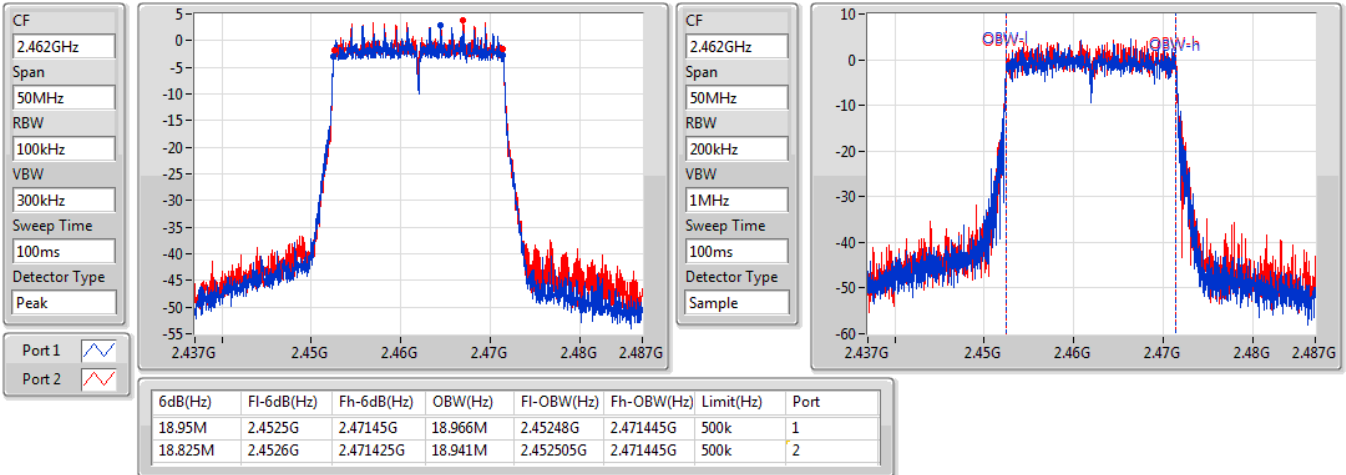 CF
2.462GHz
Span
50MHz
RBW
100kHz
VBW
300kHz
Sweep Time
100ms
Detector Type
Peak
Port 1
Port 2
5
0
-5
-10
-15
-20
-25
-30
-35
-40
-45
-50
-55
2.437G 2.45G 2.46G 2.47G 2.48G 2.487G
CF
2.462GHz
Span
50MHz
RBW
200kHz
VBW
1MHz
Sweep Time
100ms
Detector Type
Sample
10
0
-10
-20
-30
-40
-50
-60
OBW-l OBW-h
2.437G 2.45G 2.46G 2.47G 2.48G 2.487G
6dB(Hz) Fl-6dB(Hz) Fh-6dB(Hz) OBW(Hz) Fl-OBW(Hz) Fh-OBW(Hz) Limit(Hz) Port
18.95M 2.4525G 2.47145G 18.966M 2.45248G 2.471445G 500k 1
18.825M 2.4526G 2.471425G 18.941M 2.452505G 2.471445G 500k 2